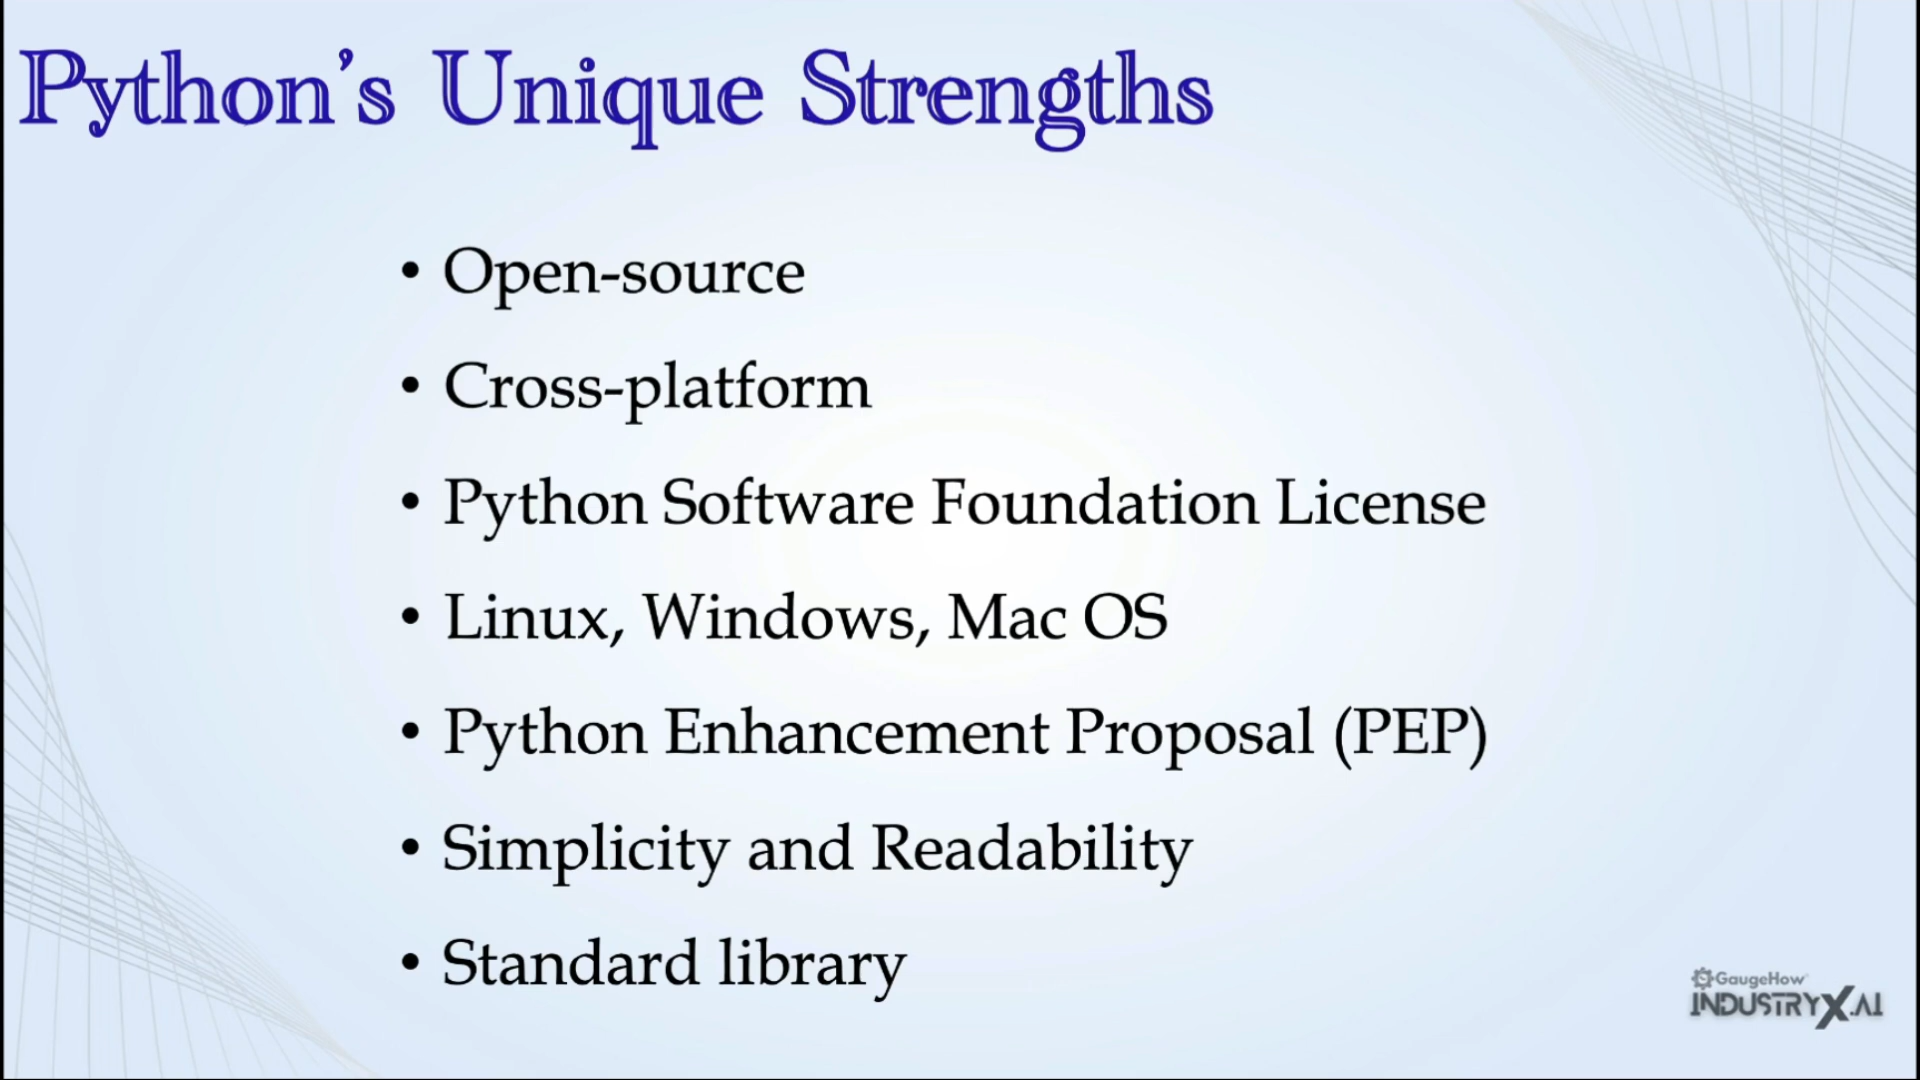 Python's Unique Strengths
• Open-source
• Cross-platform
• Python Software Foundation License
• Linux, Windows, Mac OS
• Python Enhancement Proposal (PEP)
• Simplicity and Readability
• Standard library
GaugeHow
INDUSTRYX.AI